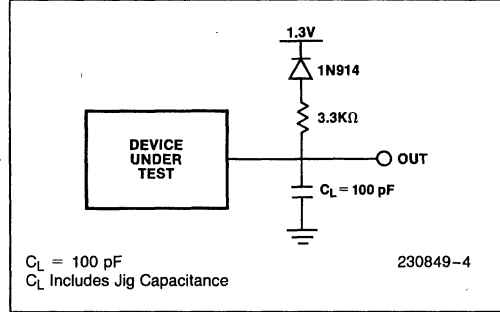 1.3V
1N914
3.3KΩ
DEVICE
UNDER
TEST
OUT
CL = 100 pF
CL = 100 pF
230849-4
CL Includes Jig Capacitance